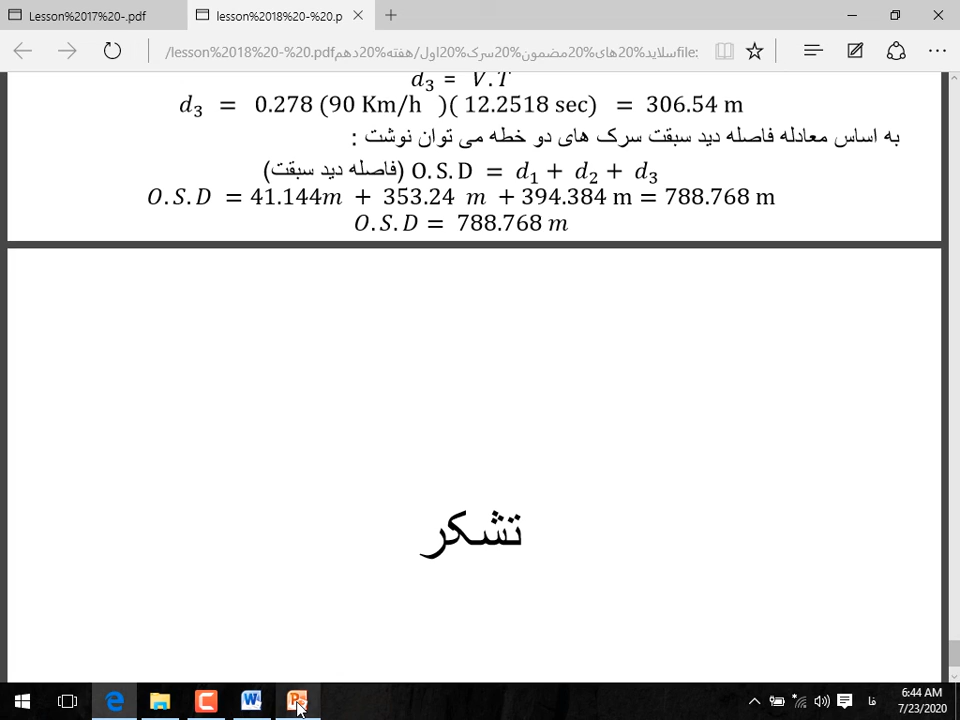 Lesson%2017%20-.pdf
lesson%2018%20-%20.p
file:سلاید%20های%20مضمون%20سرک%20اول/هفته%20دهم/lesson%2018%20-%20.pdf
d₃ = V.T
d₃ = 0.278 (90 Km/h )( 12.2518 sec) = 306.54 m
به اساس معادله فاصله دید سبقت سرک های دو خطه می توان نوشت :
(فاصله دید سبقت) O. S. D = d₁ + d₂ + d₃
O.S.D = 41.144m + 353.24 m + 394.384 m = 788.768 m
O.S.D = 788.768 m
تشکر
فا
6:44 AM
7/23/2020